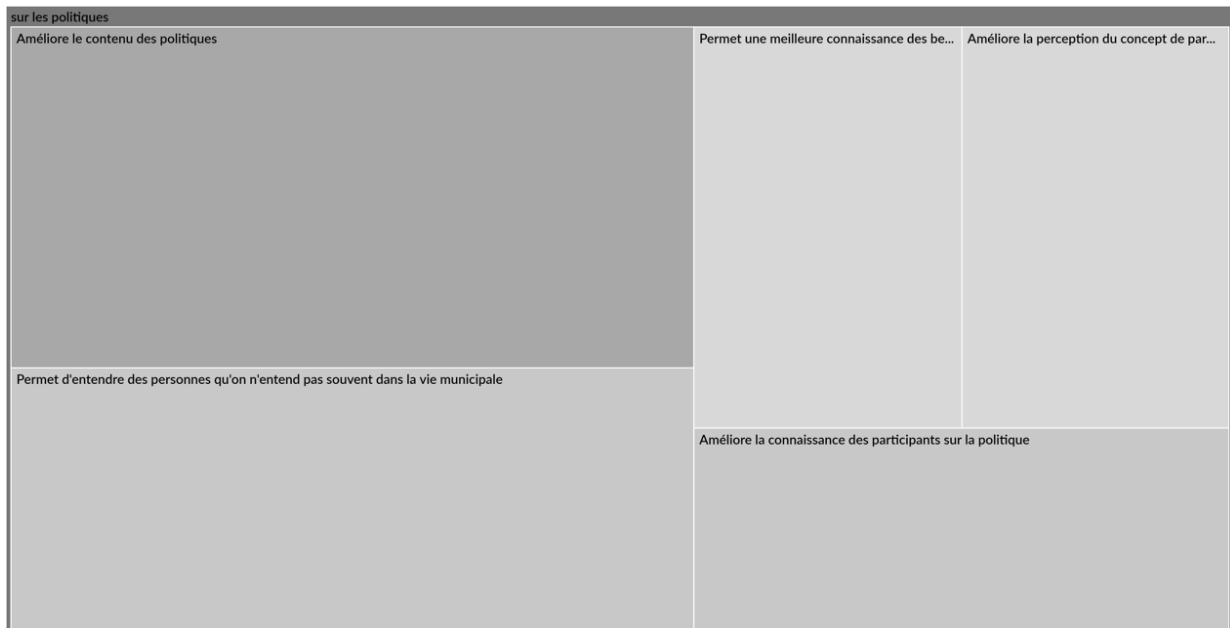 sur les politiques
Améliore le contenu des politiques
Permet une meilleure connaissance des be...
Améliore la perception du concept de par...
Permet d'entendre des personnes qu'on n'entend pas souvent dans la vie municipale
Améliore la connaissance des participants sur la politique